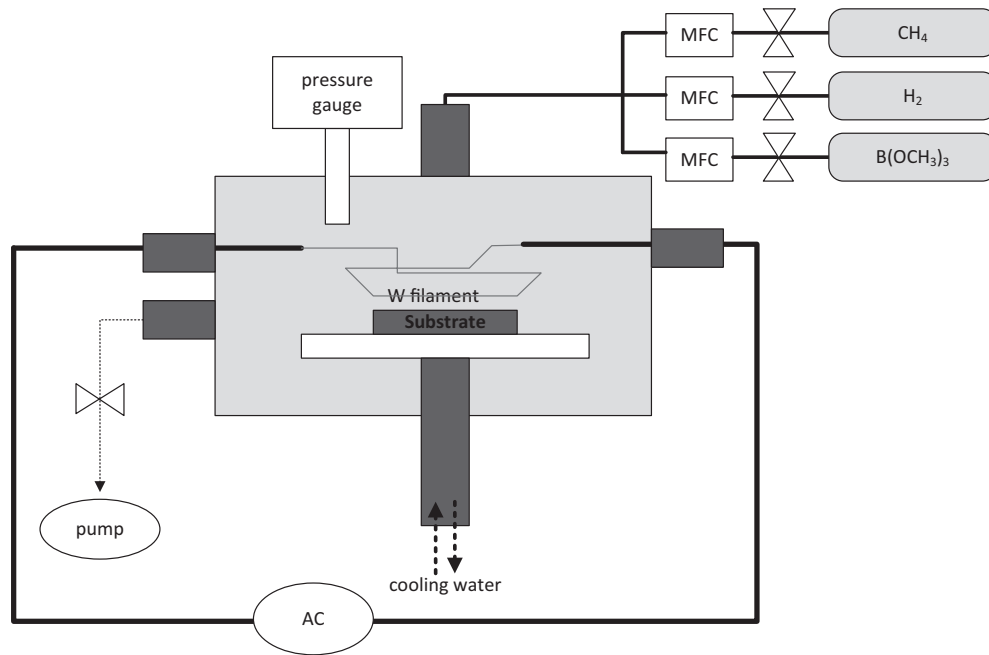 MFC
CH₄
pressure
gauge
MFC
H₂
MFC
B(OCH₃)₃
W filament
Substrate
pump
cooling water
AC